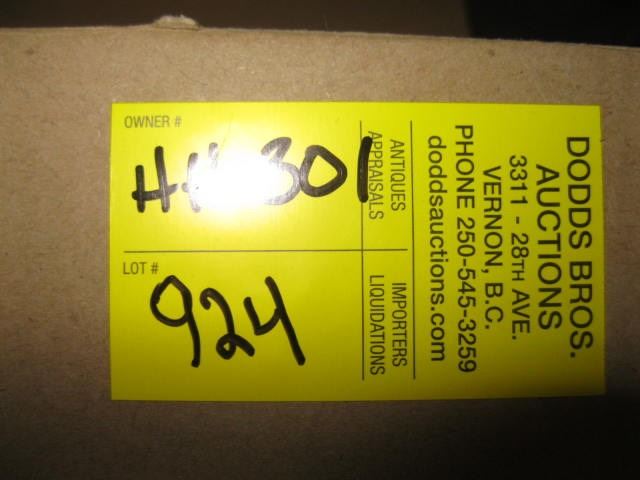 OWNER #
301
LOT #
924
ANTIQUES
APPRAISALS
IMPORTERS
LIQUIDATIONS
DODDS BROS.
AUCTIONS
3311 - 28TH AVE.
VERNON, B.C.
PHONE 250-545-3259
doddsauctions.com